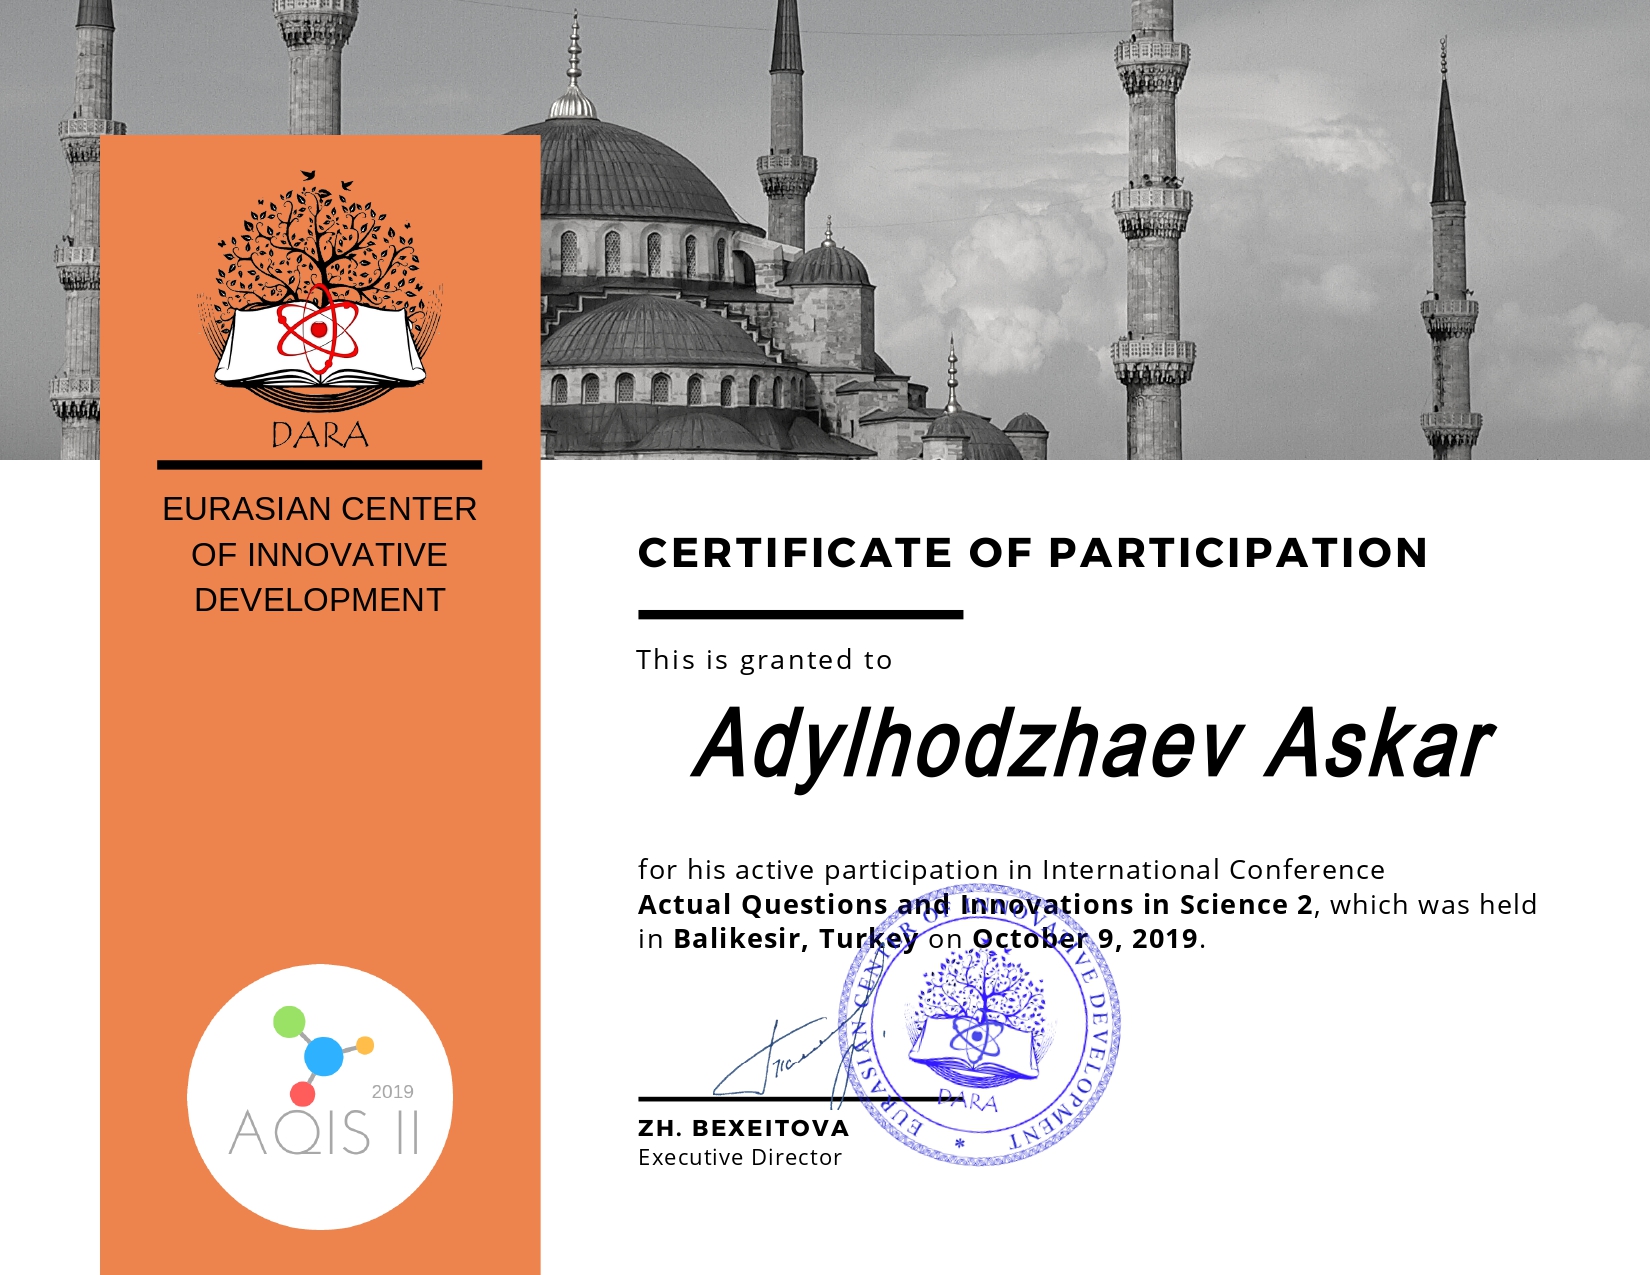 DARA
EURASIAN CENTER
OF INNOVATIVE
DEVELOPMENT
2019
AQIS II
CERTIFICATE OF PARTICIPATION
This is granted to
Adylhodzhaev Askar
for his active participation in International Conference
Actual Questions and Innovations in Science 2, which was held
in Balikesir, Turkey on October 9, 2019.
EURASIAN CENTER OF INNOVATIVE DEVELOPMENT *
DARA
ZH. BEXEITOVA
Executive Director